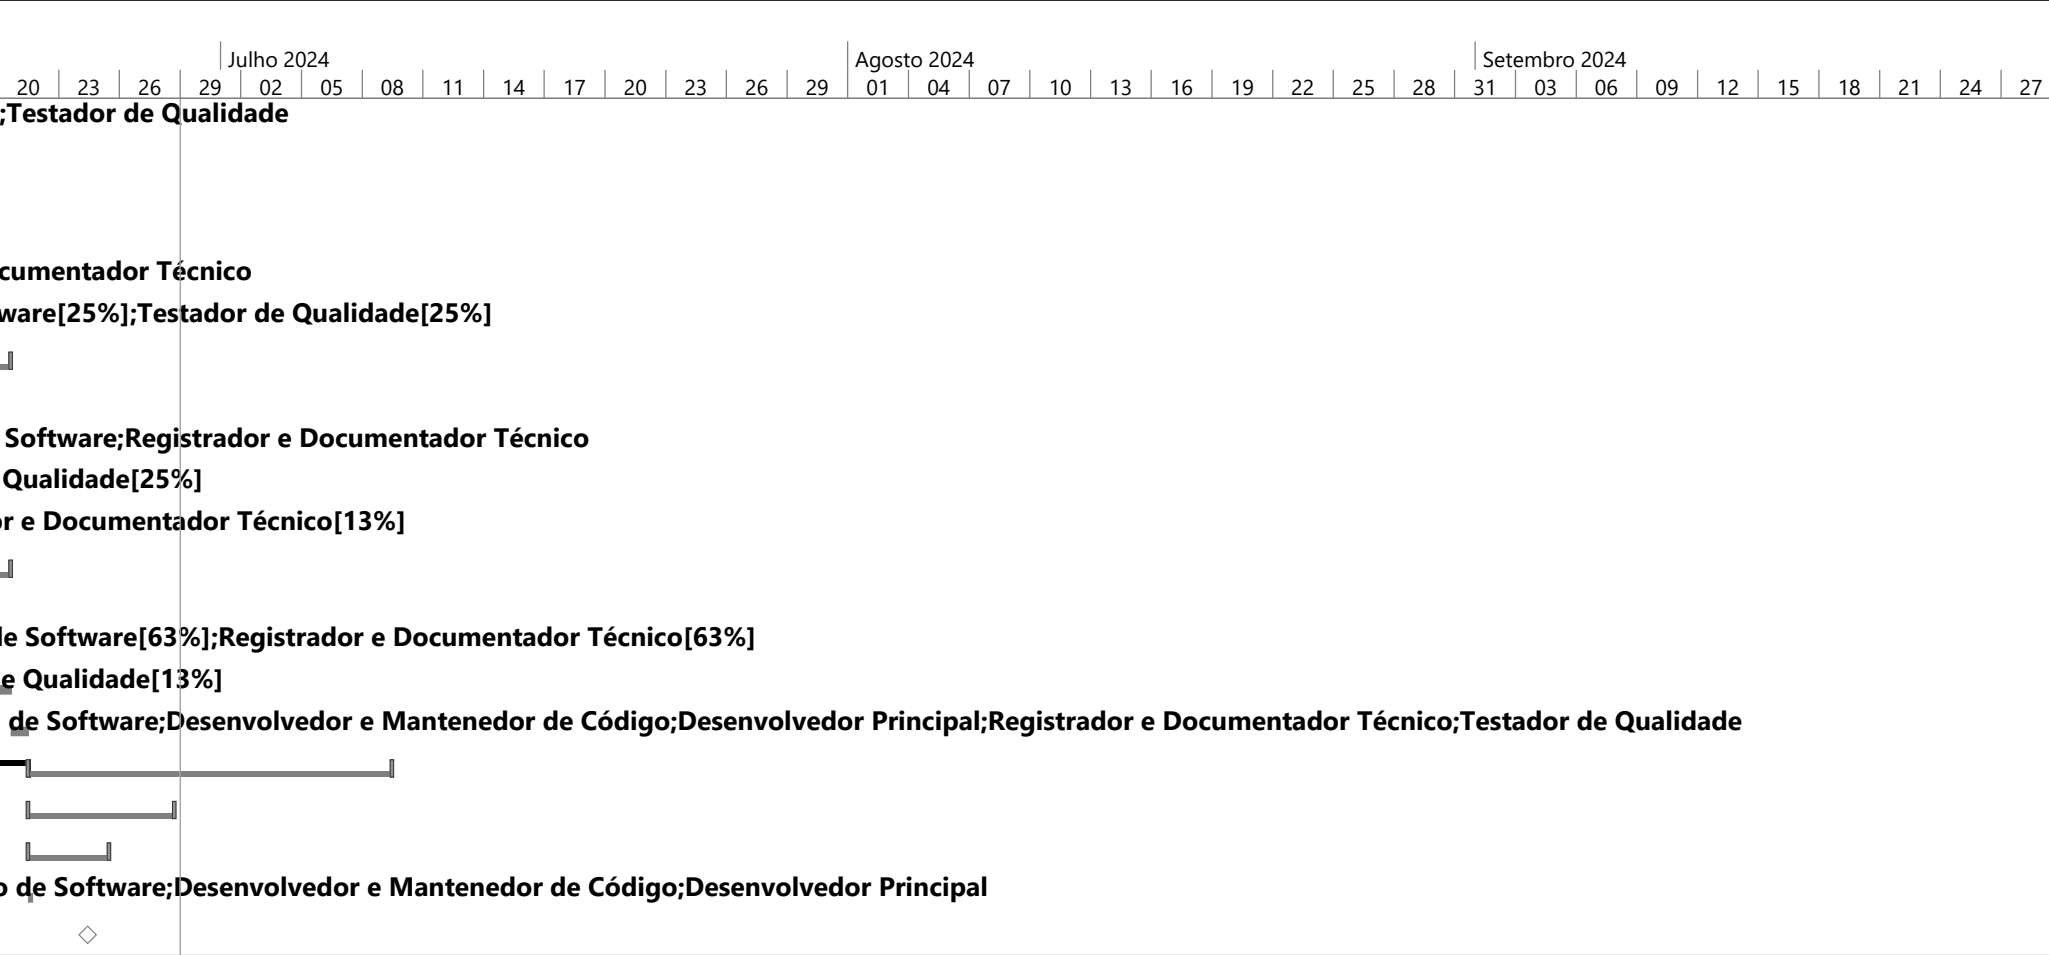 Julho 2024 Agosto 2024 Setembro 2024
20 23 26 29 02 05 08 11 14 17 20 23 26 29 01 04 07 10 13 16 19 22 25 28 31 03 06 09 12 15 18 21 24 27
;Testador de Qualidade
cumentador Técnico
ware[25%];Testador de Qualidade[25%]
Software;Registrador e Documentador Técnico
Qualidade[25%]
or e Documentador Técnico[13%]
de Software[63%];Registrador e Documentador Técnico[63%]
e Qualidade[13%]
de Software;Desenvolvedor e Mantenedor de Código;Desenvolvedor Principal;Registrador e Documentador Técnico;Testador de Qualidade
o de Software;Desenvolvedor e Mantenedor de Código;Desenvolvedor Principal